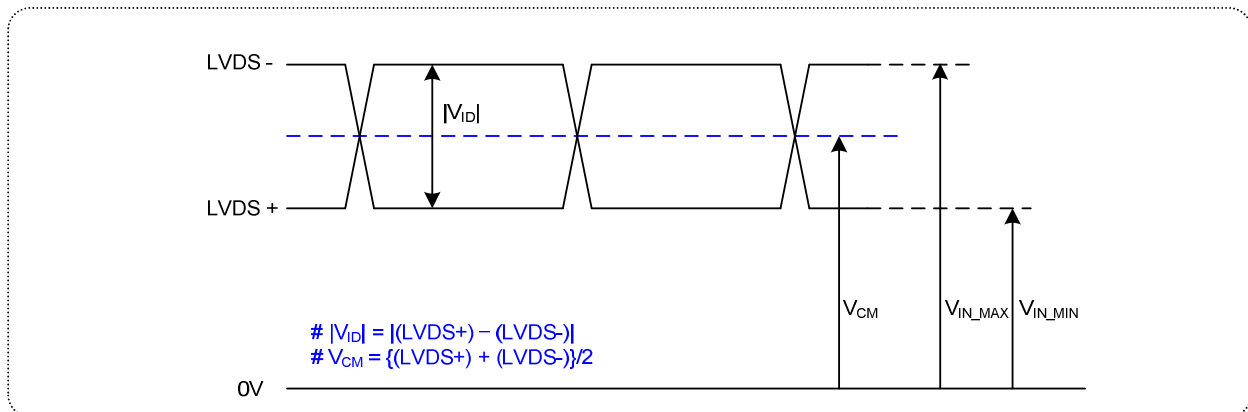 LVDS -
|VID|
LVDS +
VCM
VIN_MAX
VIN_MIN
# |VID| = |(LVDS+) – (LVDS-)|
# VCM = {(LVDS+) + (LVDS-)}/2
0V